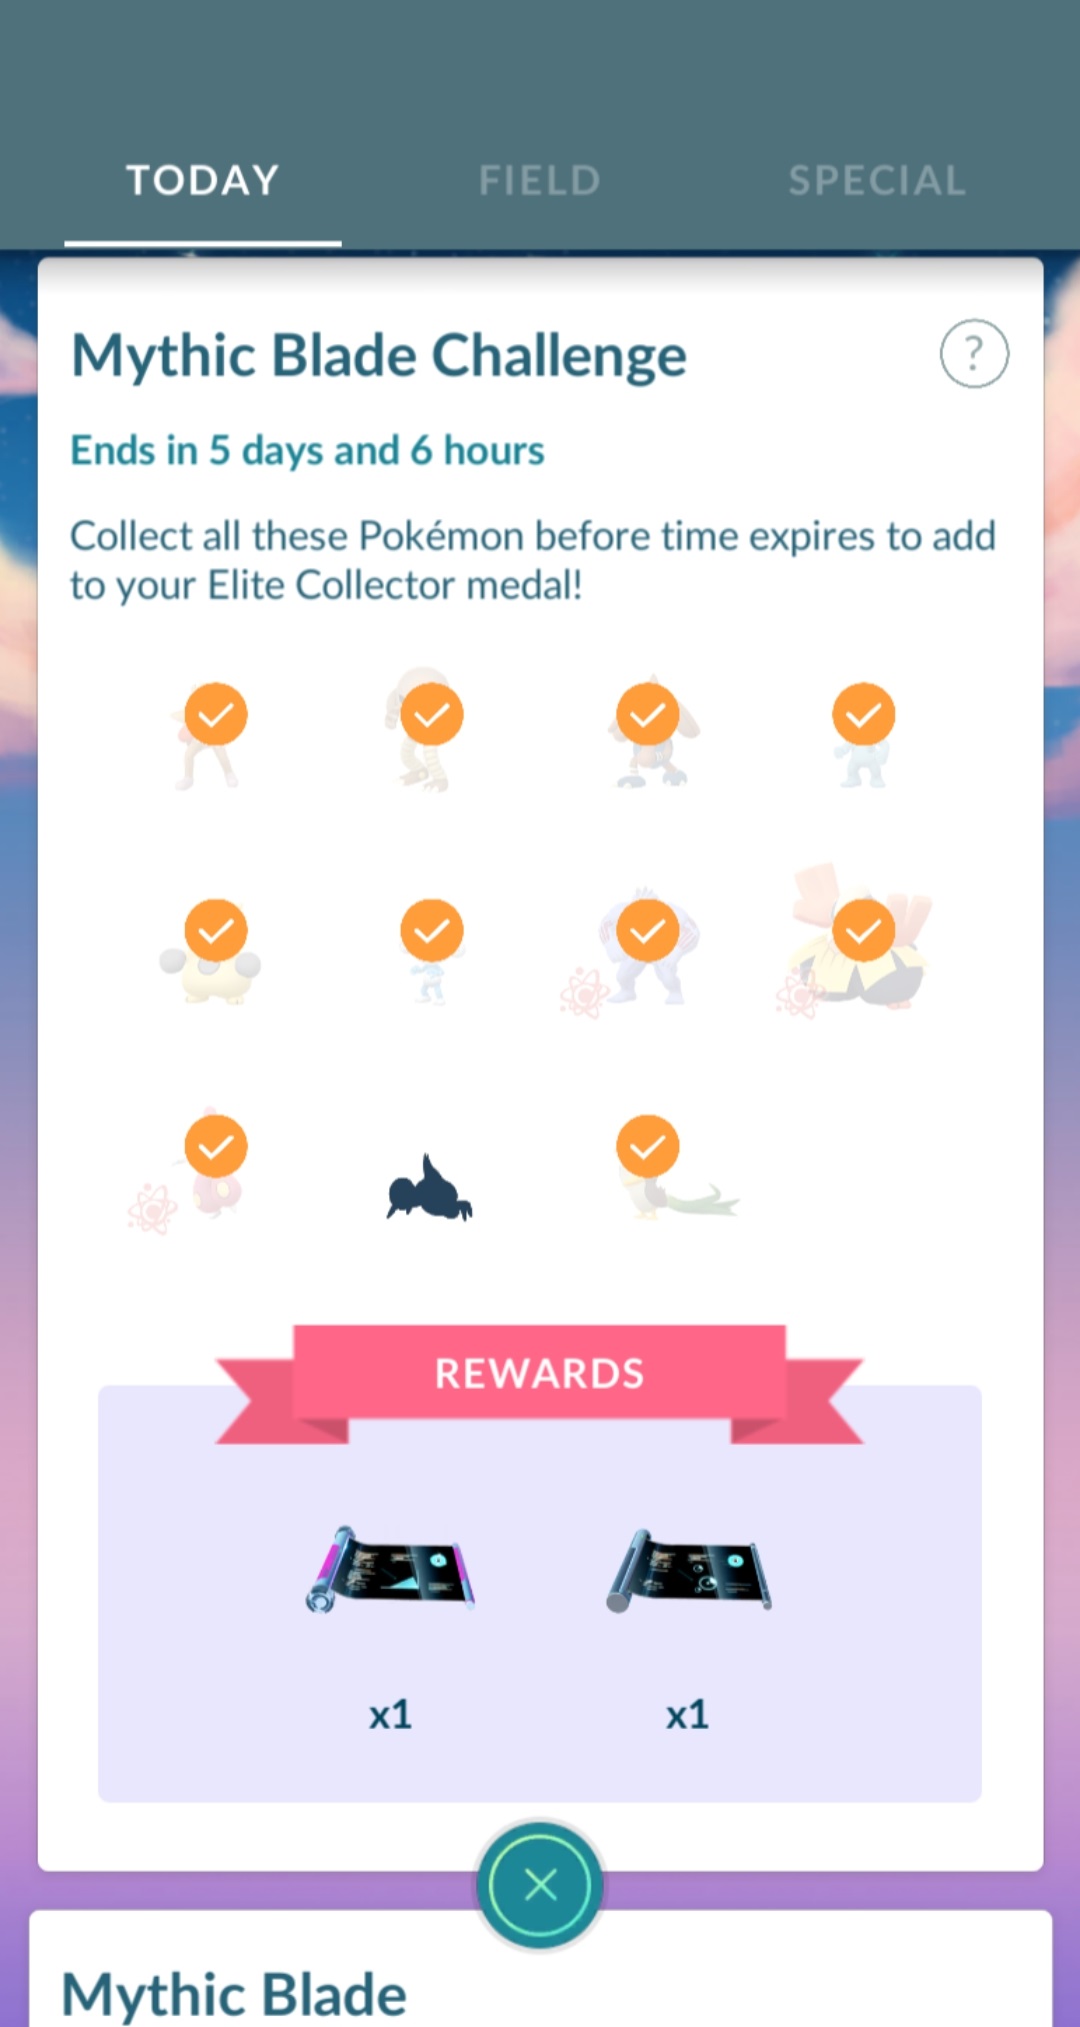 TODAY FIELD SPECIAL
Mythic Blade Challenge ?
Ends in 5 days and 6 hours
Collect all these Pokémon before time expires to add
to your Elite Collector medal!
REWARDS
x1 x1
Mythic Blade